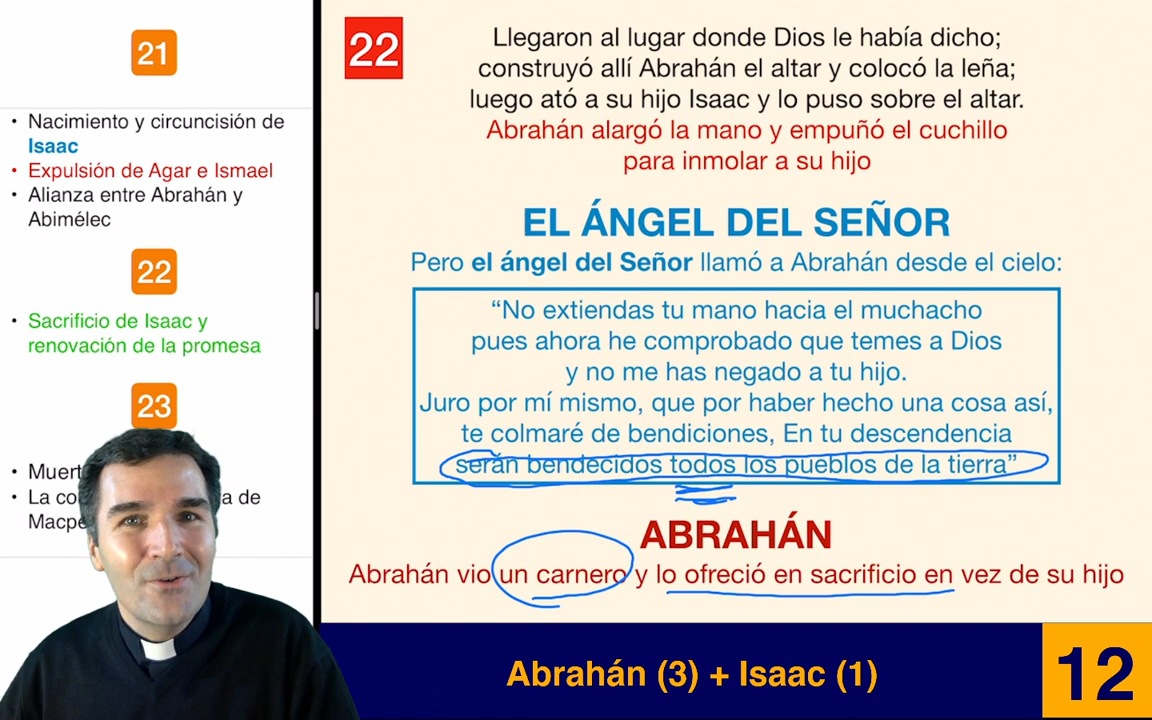 21
• Nacimiento y circuncisión de
Isaac
• Expulsión de Agar e Ismael
• Alianza entre Abrahán y
Abimélec
22
• Sacrificio de Isaac y
renovación de la promesa
23
•
• La
de
22
Llegaron al lugar donde Dios le había dicho;
construyó allí Abrahán el altar y colocó la leña;
luego ató a su hijo Isaac y lo puso sobre el altar.
Abrahán alargó la mano y empuñó el cuchillo
para inmolar a su hijo
EL ÁNGEL DEL SEÑOR
Pero el ángel del Señor llamó a Abrahán desde el cielo:
“No extiendas tu mano hacia el muchacho
pues ahora he comprobado que temes a Dios
y no me has negado a tu hijo.
Juro por mí mismo, que por haber hecho una cosa así,
te colmaré de bendiciones, En tu descendencia
serán bendecidos todos los pueblos de la tierra”
ABRAHÁN
Abrahán vio un carnero y lo ofreció en sacrificio en vez de su hijo
Abrahán (3) + Isaac (1)
12